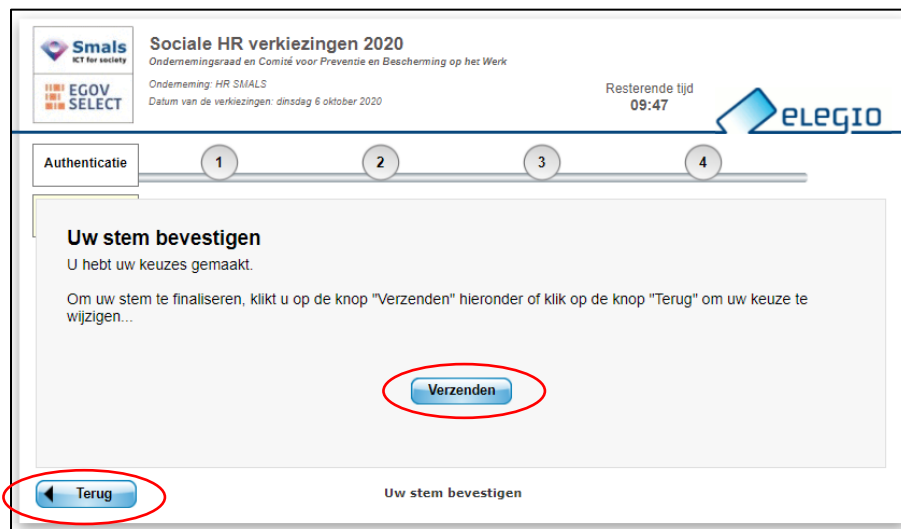 Smals
ICT for society
EGOV
SELECT
Sociale HR verkiezingen 2020
Ondernemingsraad en Comité voor Preventie en Bescherming op het Werk
Onderneming: HR SMALS
Datum van de verkiezingen: dinsdag 6 oktober 2020
Resterende tijd
09:47
eLeGIO
Authenticatie
1
2
3
4
Uw stem bevestigen
U hebt uw keuzes gemaakt.
Om uw stem te finaliseren, klikt u op de knop "Verzenden" hieronder of klik op de knop "Terug" om uw keuze te
wijzigen...
Verzenden
Terug
Uw stem bevestigen